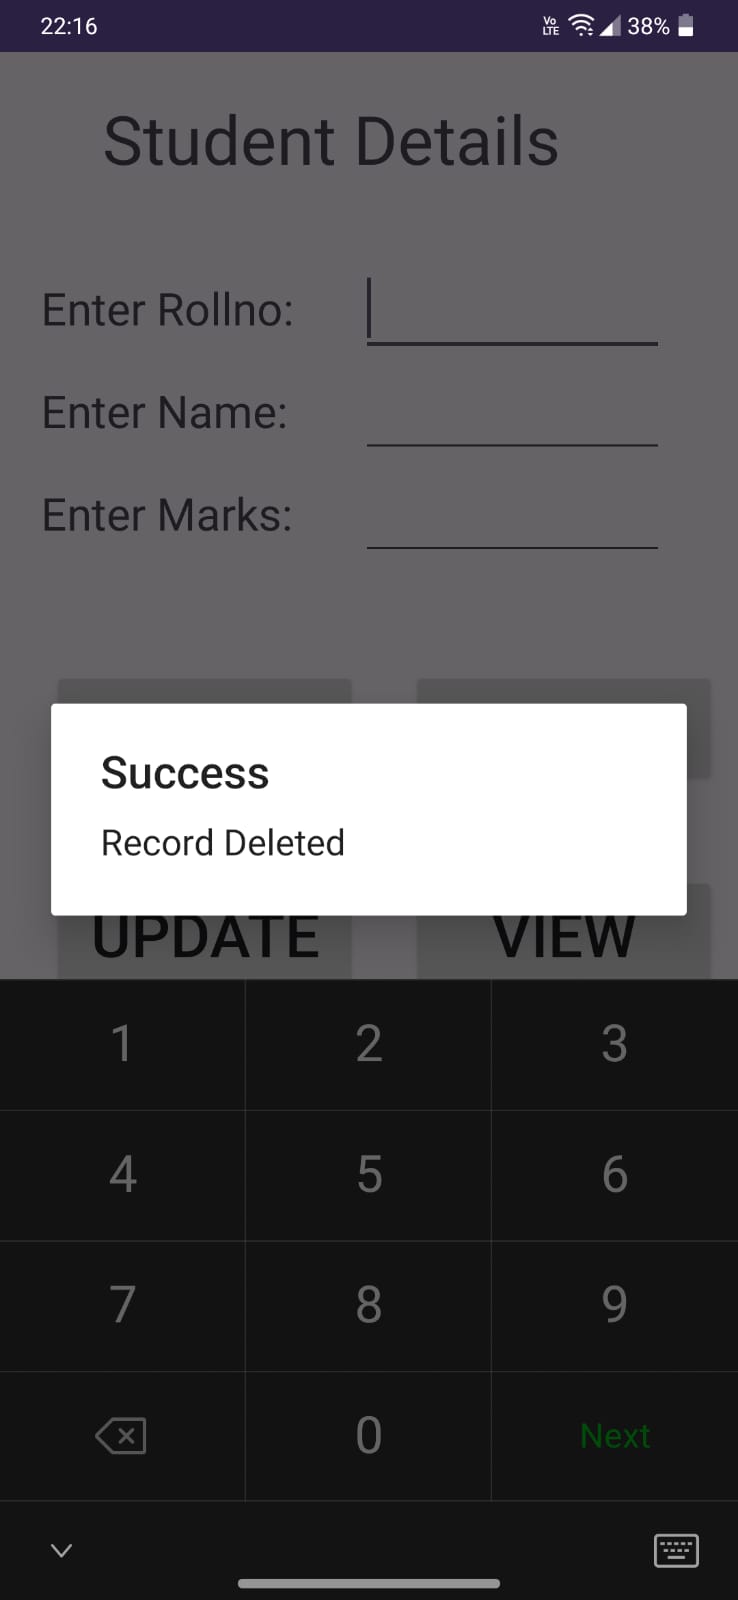 22:16 Vo LTE 38%
Student Details
Enter Rollno:
Enter Name:
Enter Marks:
Success
Record Deleted
UPDATE VIEW
1 2 3
4 5 6
7 8 9
0 Next